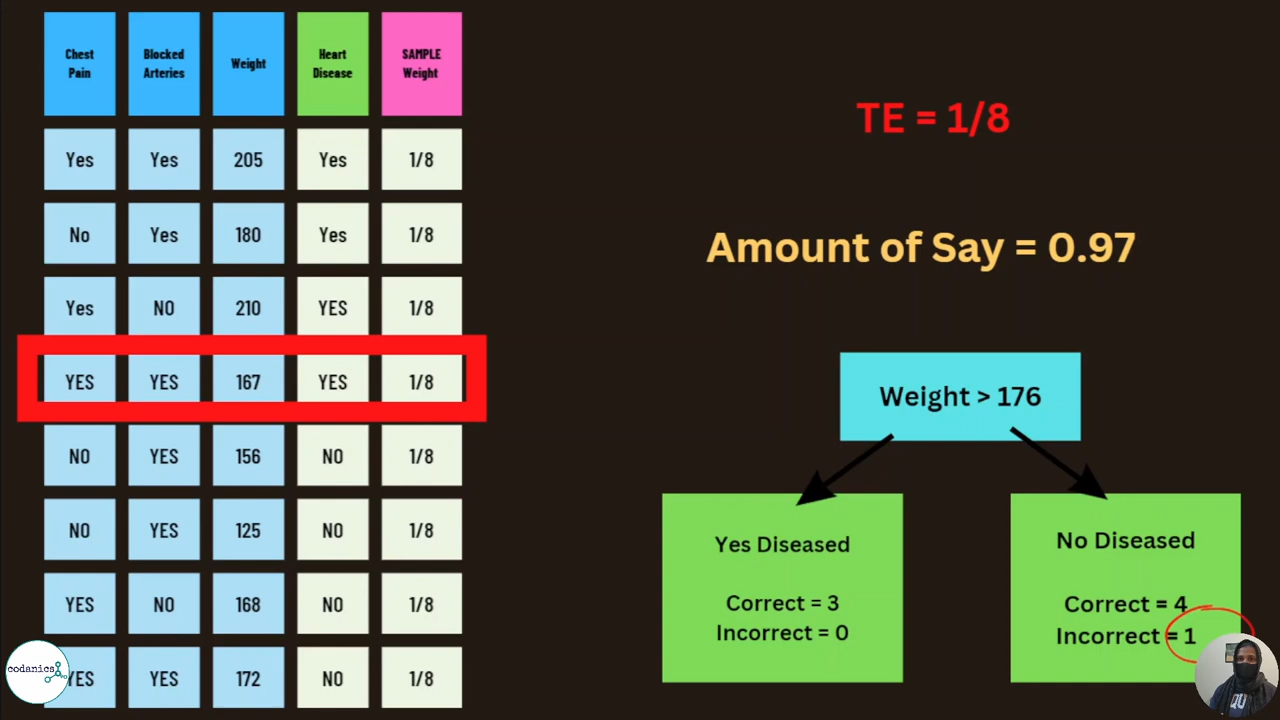 Chest Pain Blocked Arteries Weight Heart Disease SAMPLE Weight
Yes Yes 205 Yes 1/8
No Yes 180 Yes 1/8
Yes NO 210 YES 1/8
YES YES 167 YES 1/8
NO YES 156 NO 1/8
NO YES 125 NO 1/8
YES NO 168 NO 1/8
YES YES 172 NO 1/8
TE = 1/8
Amount of Say = 0.97
Weight > 176
Yes Diseased
Correct = 3
Incorrect = 0
No Diseased
Correct = 4
Incorrect = 1
codanics
QU